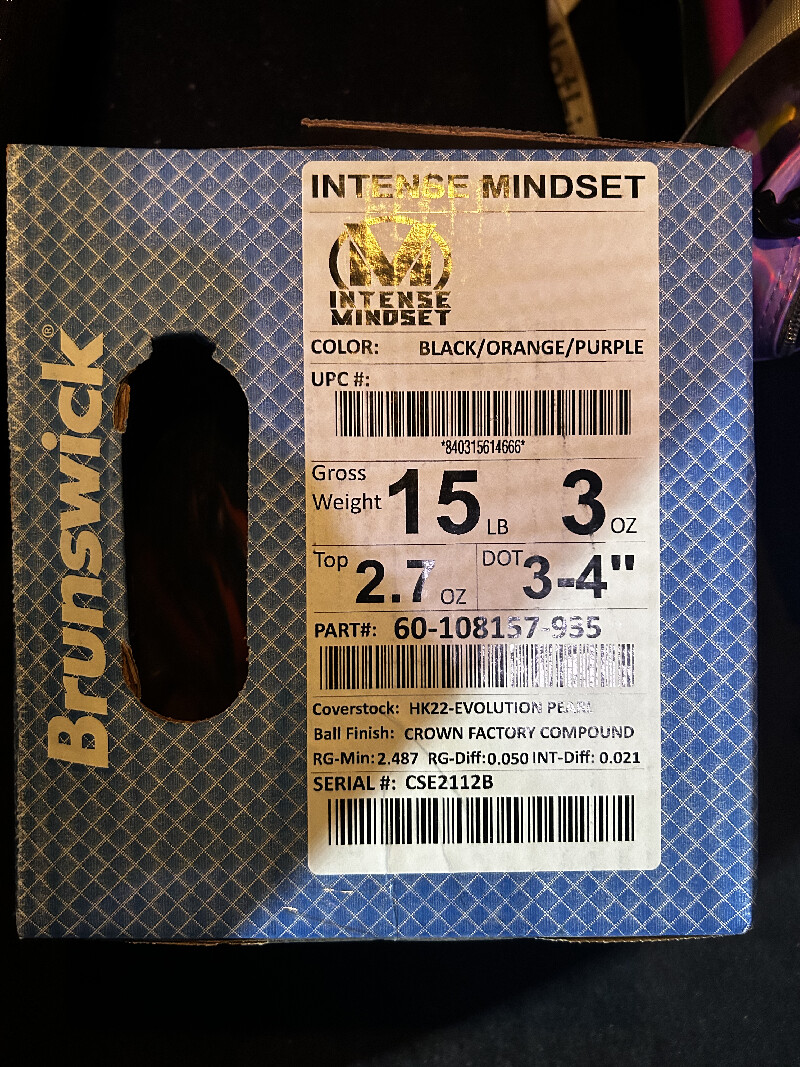 Brunswick®
INTENSE MINDSET
M
INTENSE
MINDSET
COLOR: BLACK/ORANGE/PURPLE
UPC #:
*840315614666*
Gross
Weight 15 LB 3 OZ
Top 2.7 OZ DOT 3-4"
PART#: 60-108157-935
Coverstock: HK22-EVOLUTION PEARL
Ball Finish: CROWN FACTORY COMPOUND
RG-Min: 2.487 RG-Diff: 0.050 INT-Diff: 0.021
SERIAL #: CSE2112B